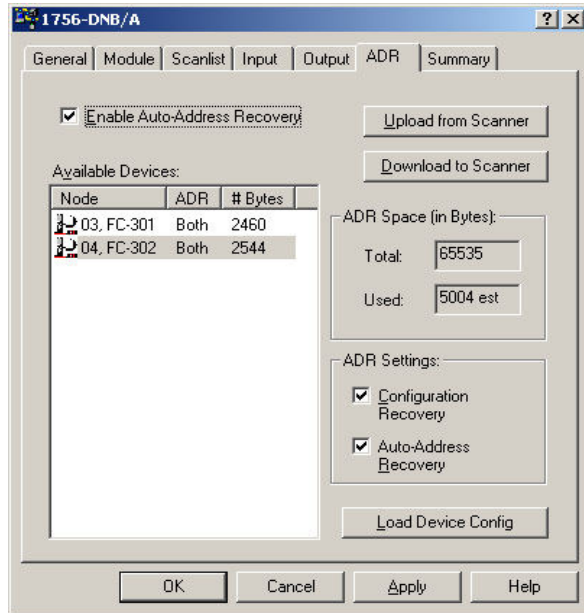 1756-DNB/A
General Module Scanlist Input Output ADR Summary
Enable Auto-Address Recovery
Upload from Scanner
Download to Scanner
Available Devices:
Node ADR # Bytes
03, FC-301 Both 2460
04, FC-302 Both 2544
ADR Space (in Bytes):
Total: 65535
Used: 5004 est
ADR Settings:
Configuration
Recovery
Auto-Address
Recovery
Load Device Config
OK Cancel Apply Help